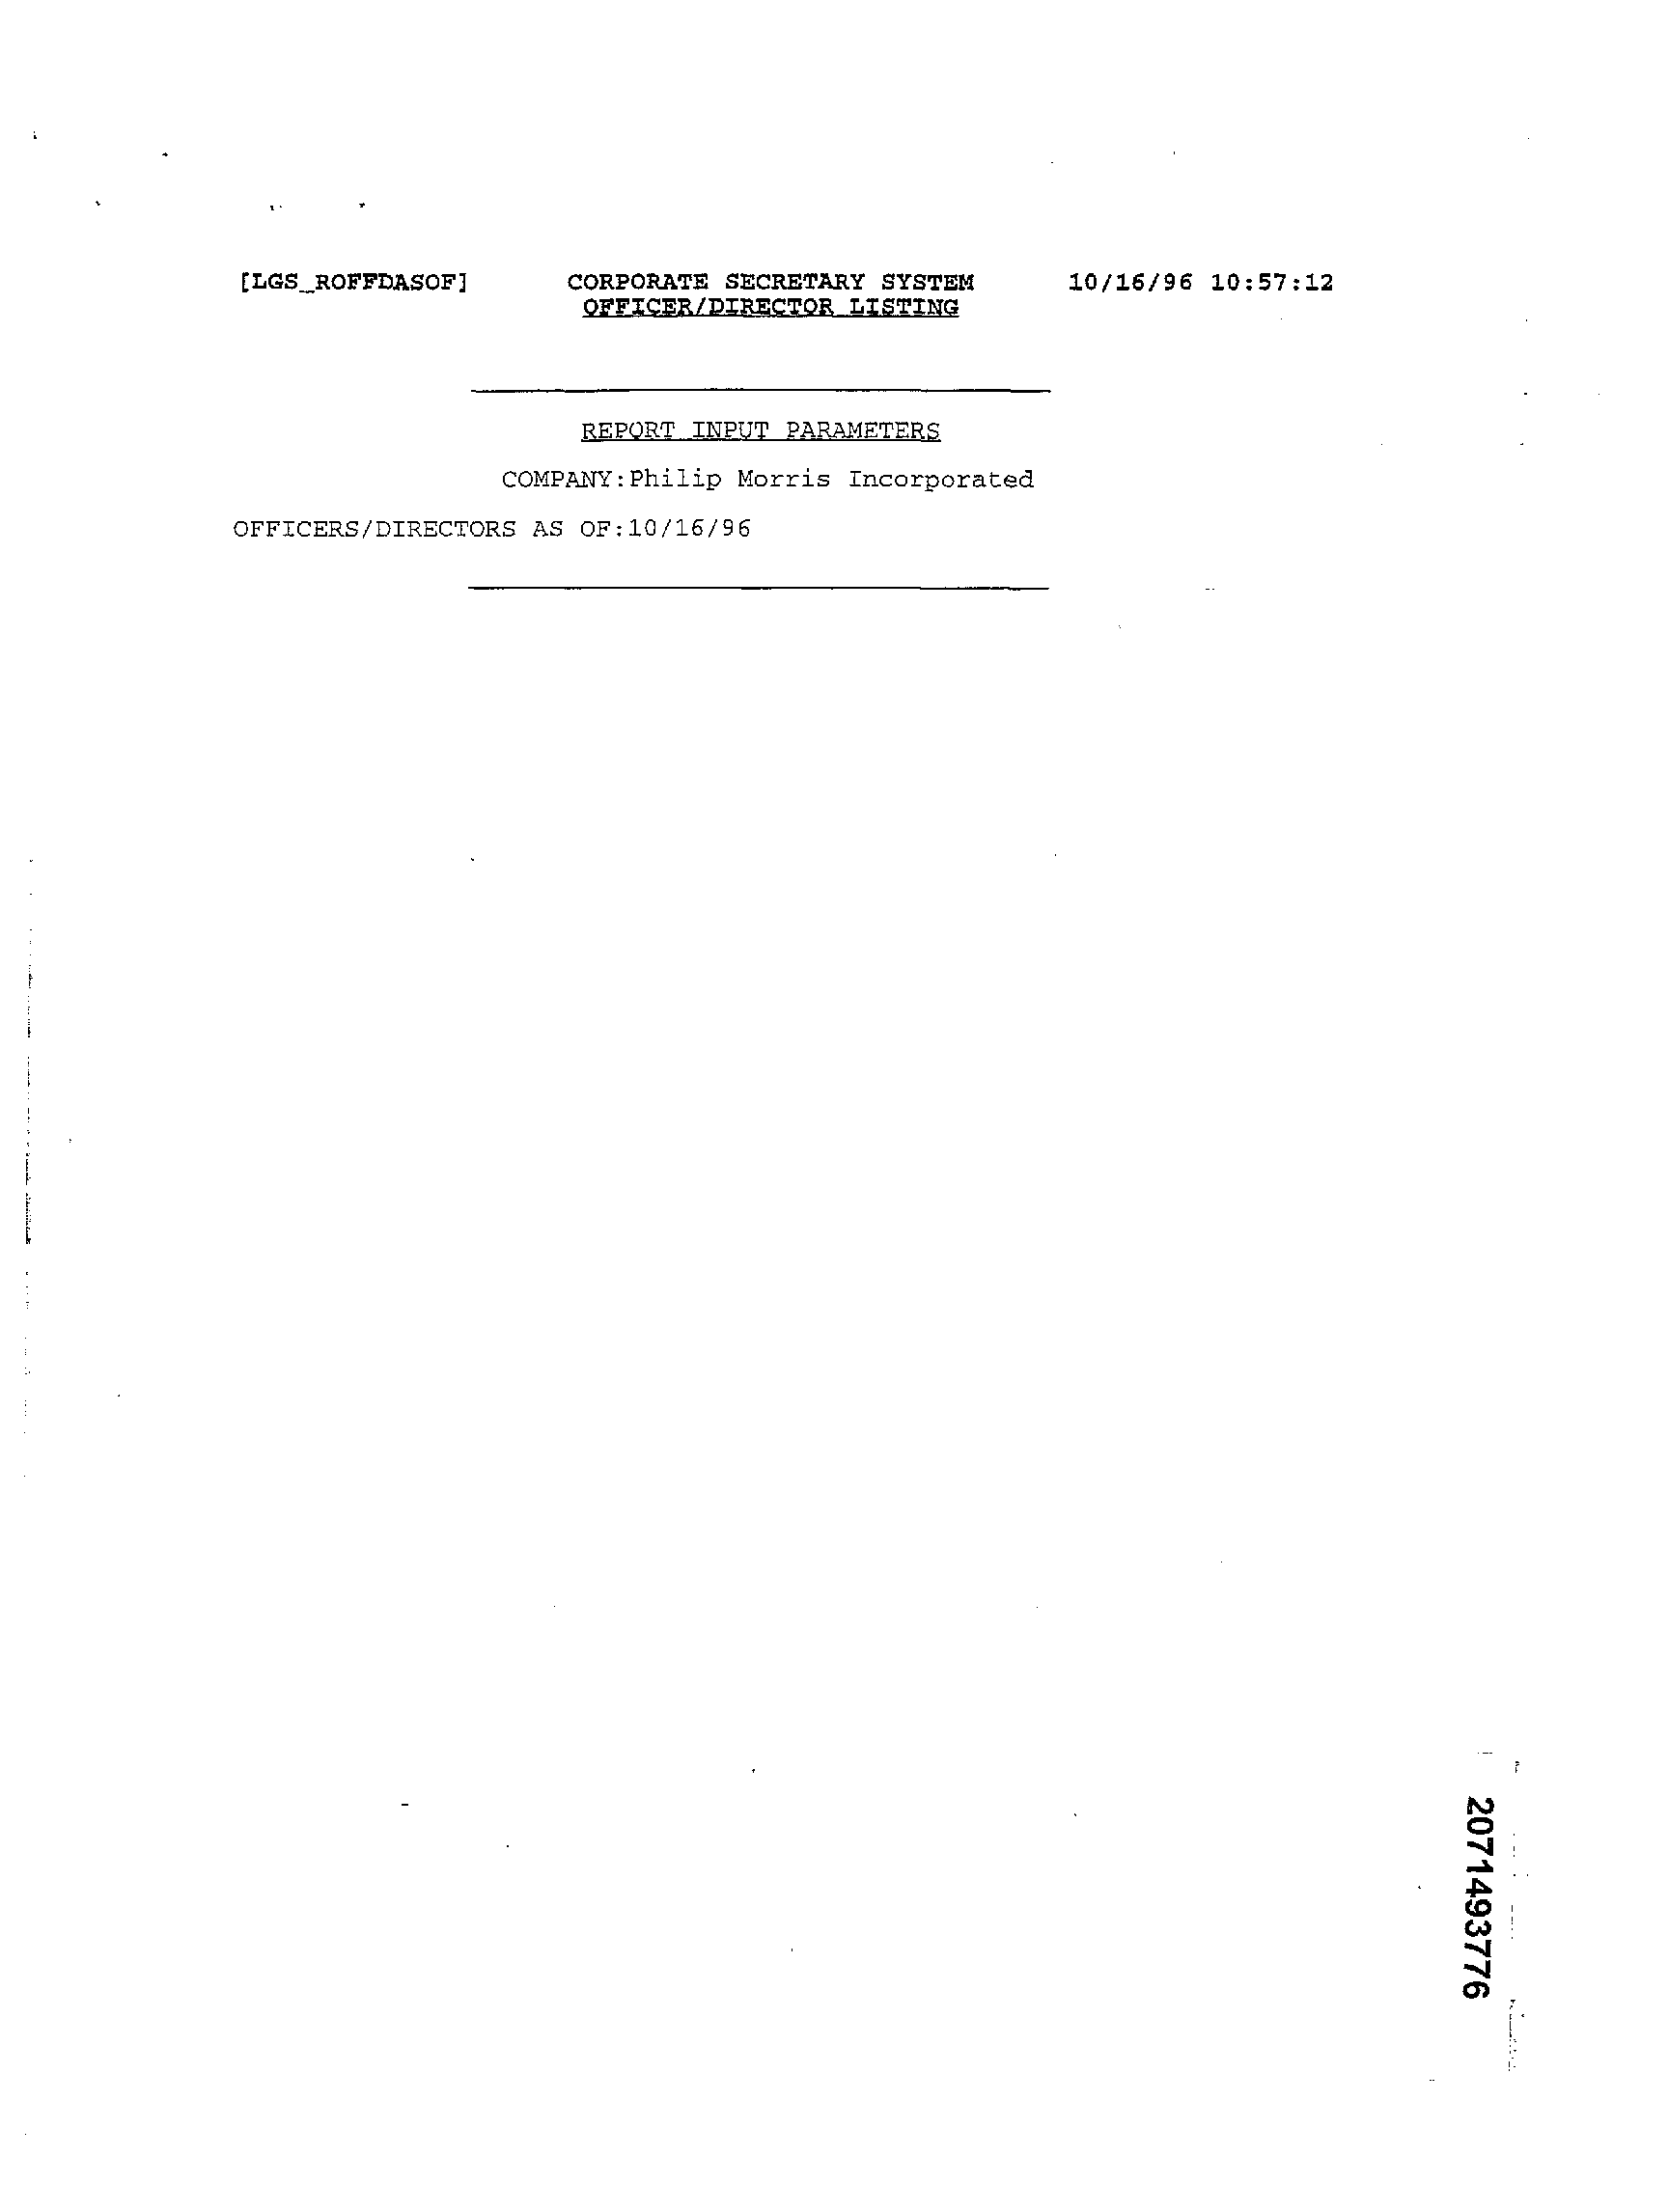 [LGS_ROFFDASOF] CORPORATE SECRETARY SYSTEM 10/16/96 10:57:12
OFFICER/DIRECTOR LISTING
REPORT INPUT PARAMETERS
COMPANY:Philip Morris Incorporated
OFFICERS/DIRECTORS AS OF:10/16/96
2071493776